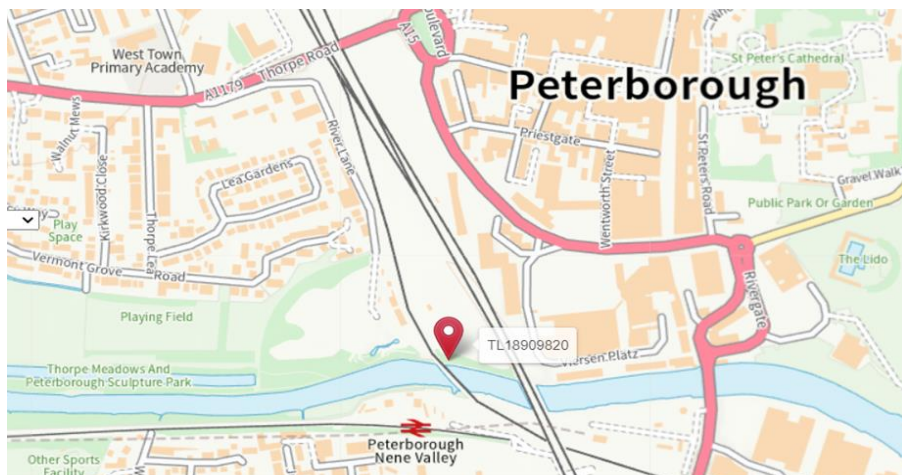 Boulevard
A15
West Town
Primary Academy
Thorpe Road
A1179
St Peter's Cathedral
Peterborough
Walnut Mews
Kirkwood Close
River Lane
Priestgate
Lea Gardens
Wentworth Street
St Peters Road
Gravel Walk
Way
Play
Space
Thorpe Lea Road
Public Park Or Garden
Vermont Grove
The Lido
Rivergate
Playing Field
TL18909820
Viersen Platz
Thorpe Meadows And
Peterborough Sculpture Park
Peterborough
Nene Valley
Other Sports
Facility